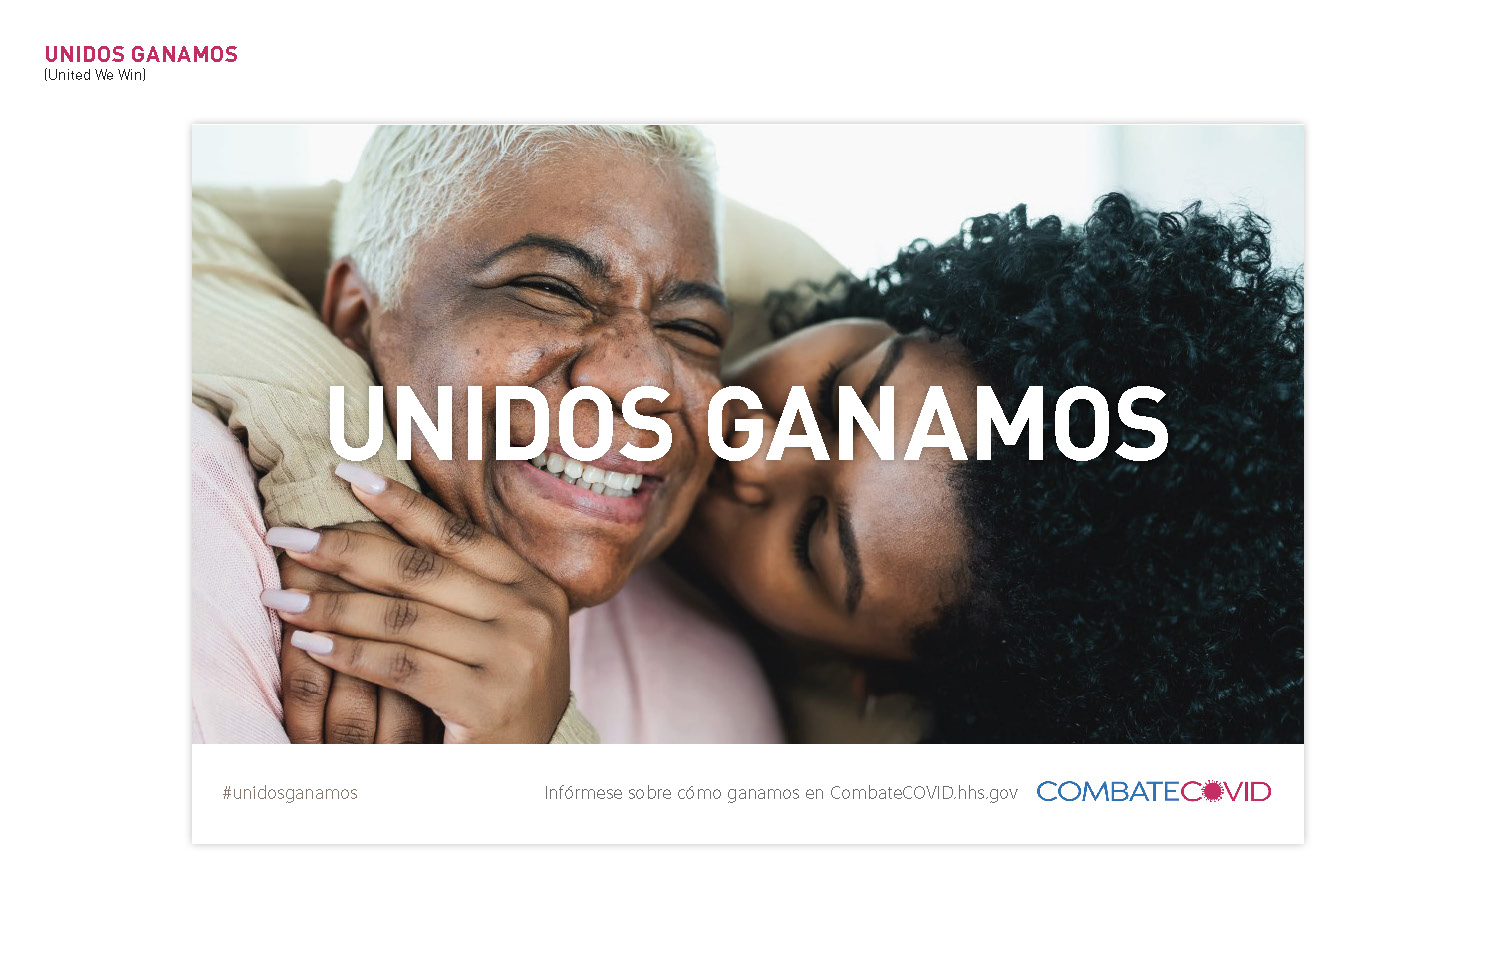 UNIDOS GANAMOS
(United We Win)
UNIDOS GANAMOS
#unidosganamos
Infórmese sobre cómo ganamos en CombateCOVID.hhs.gov
COMBATECOVID